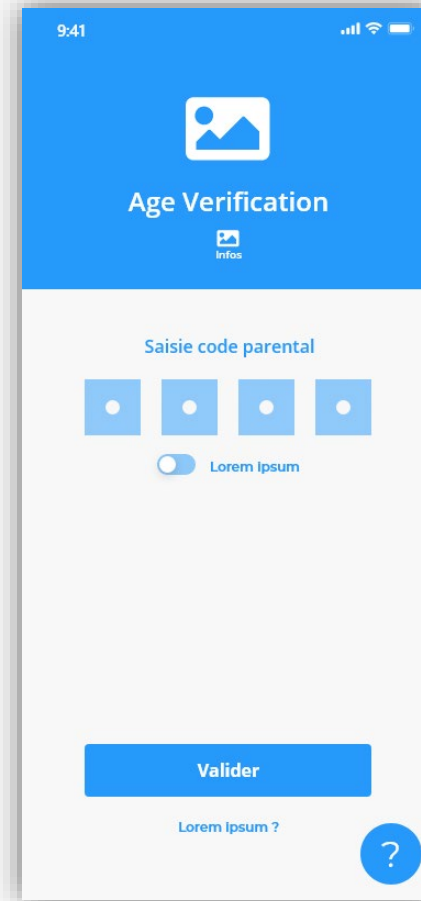 9:41
Age Verification
Infos
Saisie code parental
Lorem Ipsum
Valider
Lorem Ipsum ?
?